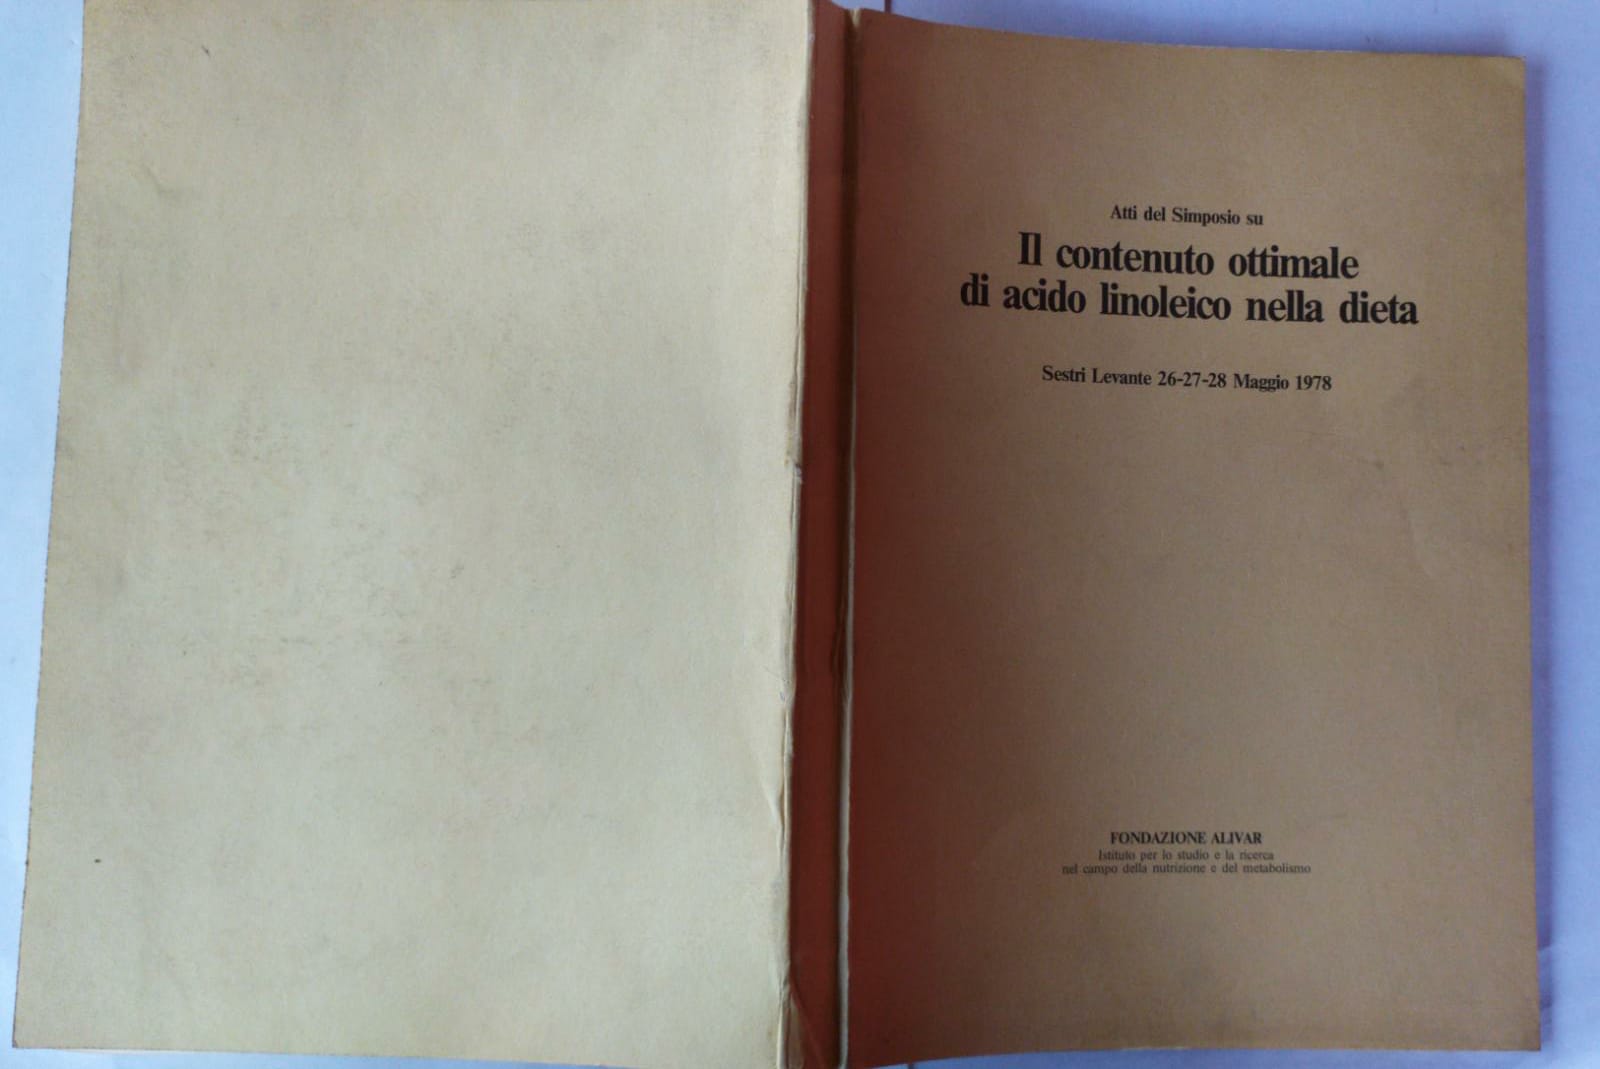 Atti del Simposio su
Il contenuto ottimale
di acido linoleico nella dieta
Sestri Levante 26-27-28 Maggio 1978
FONDAZIONE ALIVAR
Istituto per lo studio e la ricerca
nel campo della nutrizione e del metabolismo